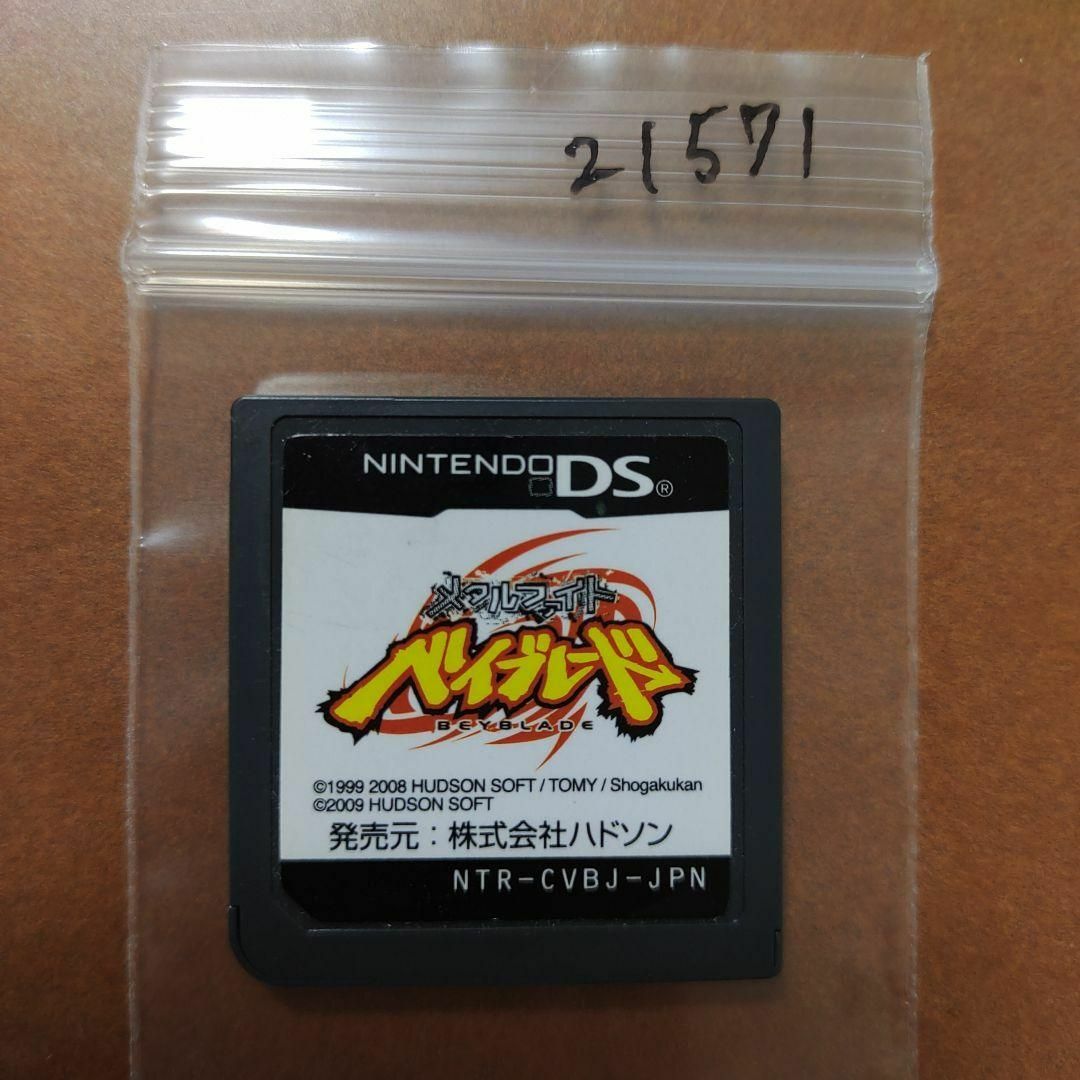 21571
NINTENDO DS®
メタルファイト
ベイブレード
BEYBLADE
©1999 2008 HUDSON SOFT / TOMY / Shogakukan
©2009 HUDSON SOFT
発売元：株式会社ハドソン
NTR-CVBJ-JPN